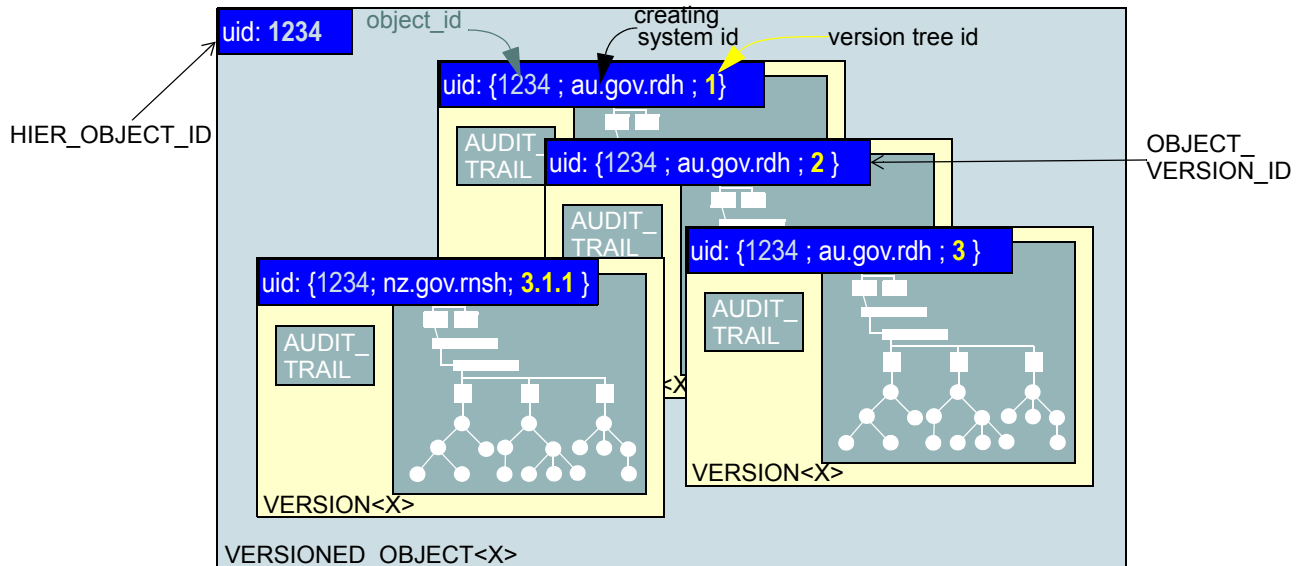 uid: 1234
object_id
creating
system id
version tree id
uid: {1234 ; au.gov.rdh ; 1}
HIER_OBJECT_ID
AUDIT_
TRAIL
uid: {1234 ; au.gov.rdh ; 2 }
OBJECT_
VERSION_ID
AUDIT_
TRAIL
uid: {1234 ; au.gov.rdh ; 3 }
uid: {1234; nz.gov.rnsh; 3.1.1 }
AUDIT_
TRAIL
AUDIT_
TRAIL
<X
VERSION<X>
VERSION<X>
VERSIONED_OBJECT<X>